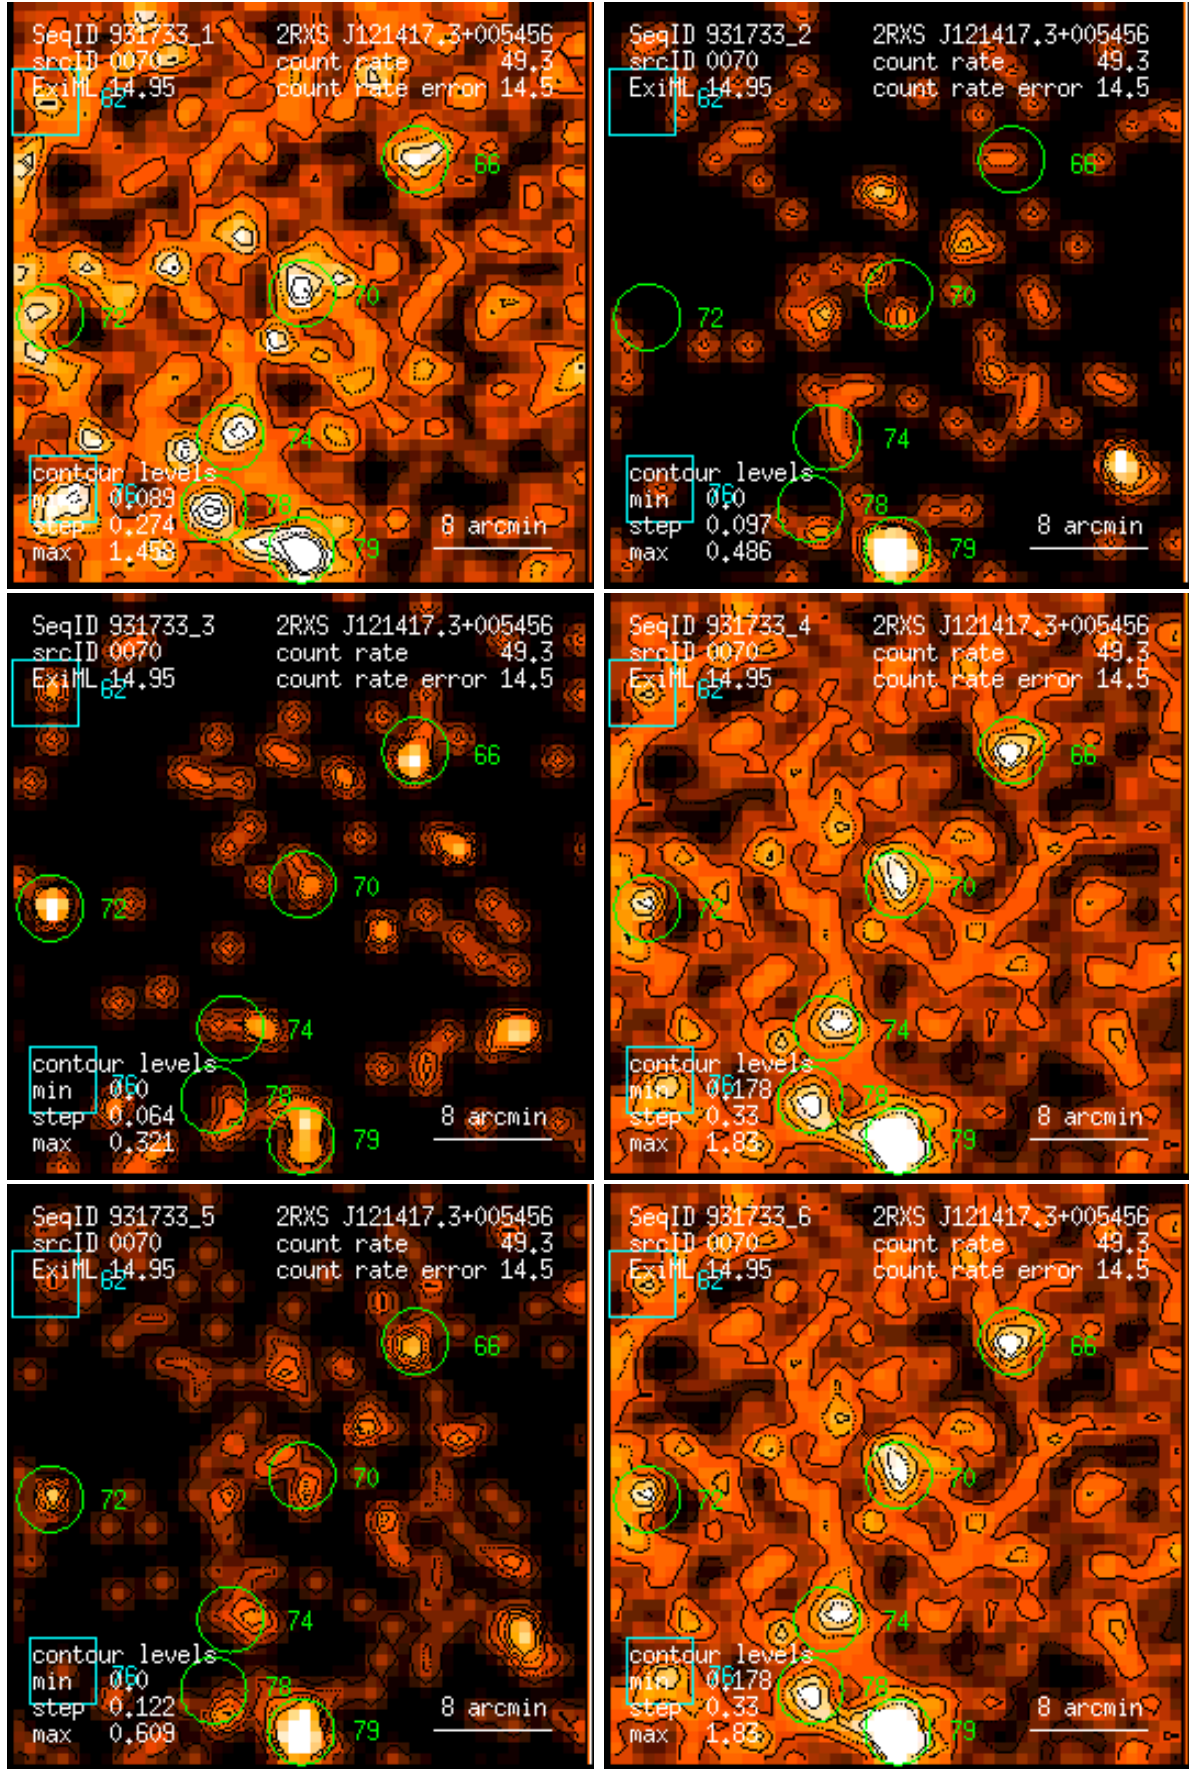 SeqID 931733_1 2RXS J121417.3+005456
srcID 0070 count rate 49.3
ExiML 14.95 count rate error 14.5
62
66
70
72
74
contour levels
min 0.089
76
78
step 0.274 8 arcmin
max 1.458
79
SeqID 931733_2 2RXS J121417.3+005456
srcID 0070 count rate 49.3
ExiML 14.95 count rate error 14.5
62
66
70
72
74
contour levels
min 0.0
76
78
step 0.097 8 arcmin
max 0.486
79
SeqID 931733_3 2RXS J121417.3+005456
srcID 0070 count rate 49.3
ExiML 14.95 count rate error 14.5
62
66
70
72
74
contour levels
min 0.0
76
78
step 0.064 8 arcmin
max 0.321
79
SeqID 931733_4 2RXS J121417.3+005456
srcID 0070 count rate 49.3
ExiML 14.95 count rate error 14.5
62
66
70
72
74
contour levels
min 0.178
76
78
step 0.33 8 arcmin
max 1.83
79
SeqID 931733_5 2RXS J121417.3+005456
srcID 0070 count rate 49.3
ExiML 14.95 count rate error 14.5
62
66
70
72
74
contour levels
min 0.0
76
78
step 0.122 8 arcmin
max 0.609
79
SeqID 931733_6 2RXS J121417.3+005456
srcID 0070 count rate 49.3
ExiML 14.95 count rate error 14.5
62
66
70
72
74
contour levels
min 0.178
76
78
step 0.33 8 arcmin
max 1.83
79